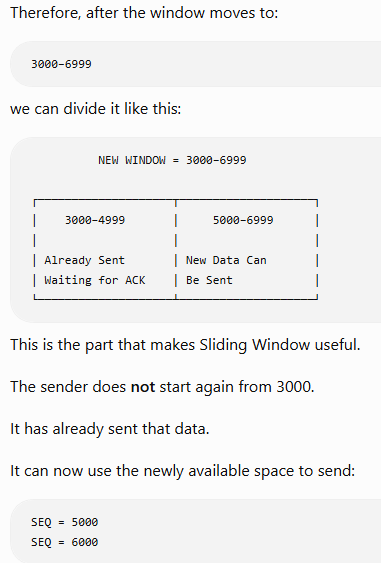 Therefore, after the window moves to:
3000-6999
we can divide it like this:
NEW WINDOW = 3000-6999
3000-4999 5000-6999
Already Sent New Data Can
Waiting for ACK Be Sent
This is the part that makes Sliding Window useful.
The sender does not start again from 3000.
It has already sent that data.
It can now use the newly available space to send:
SEQ = 5000
SEQ = 6000